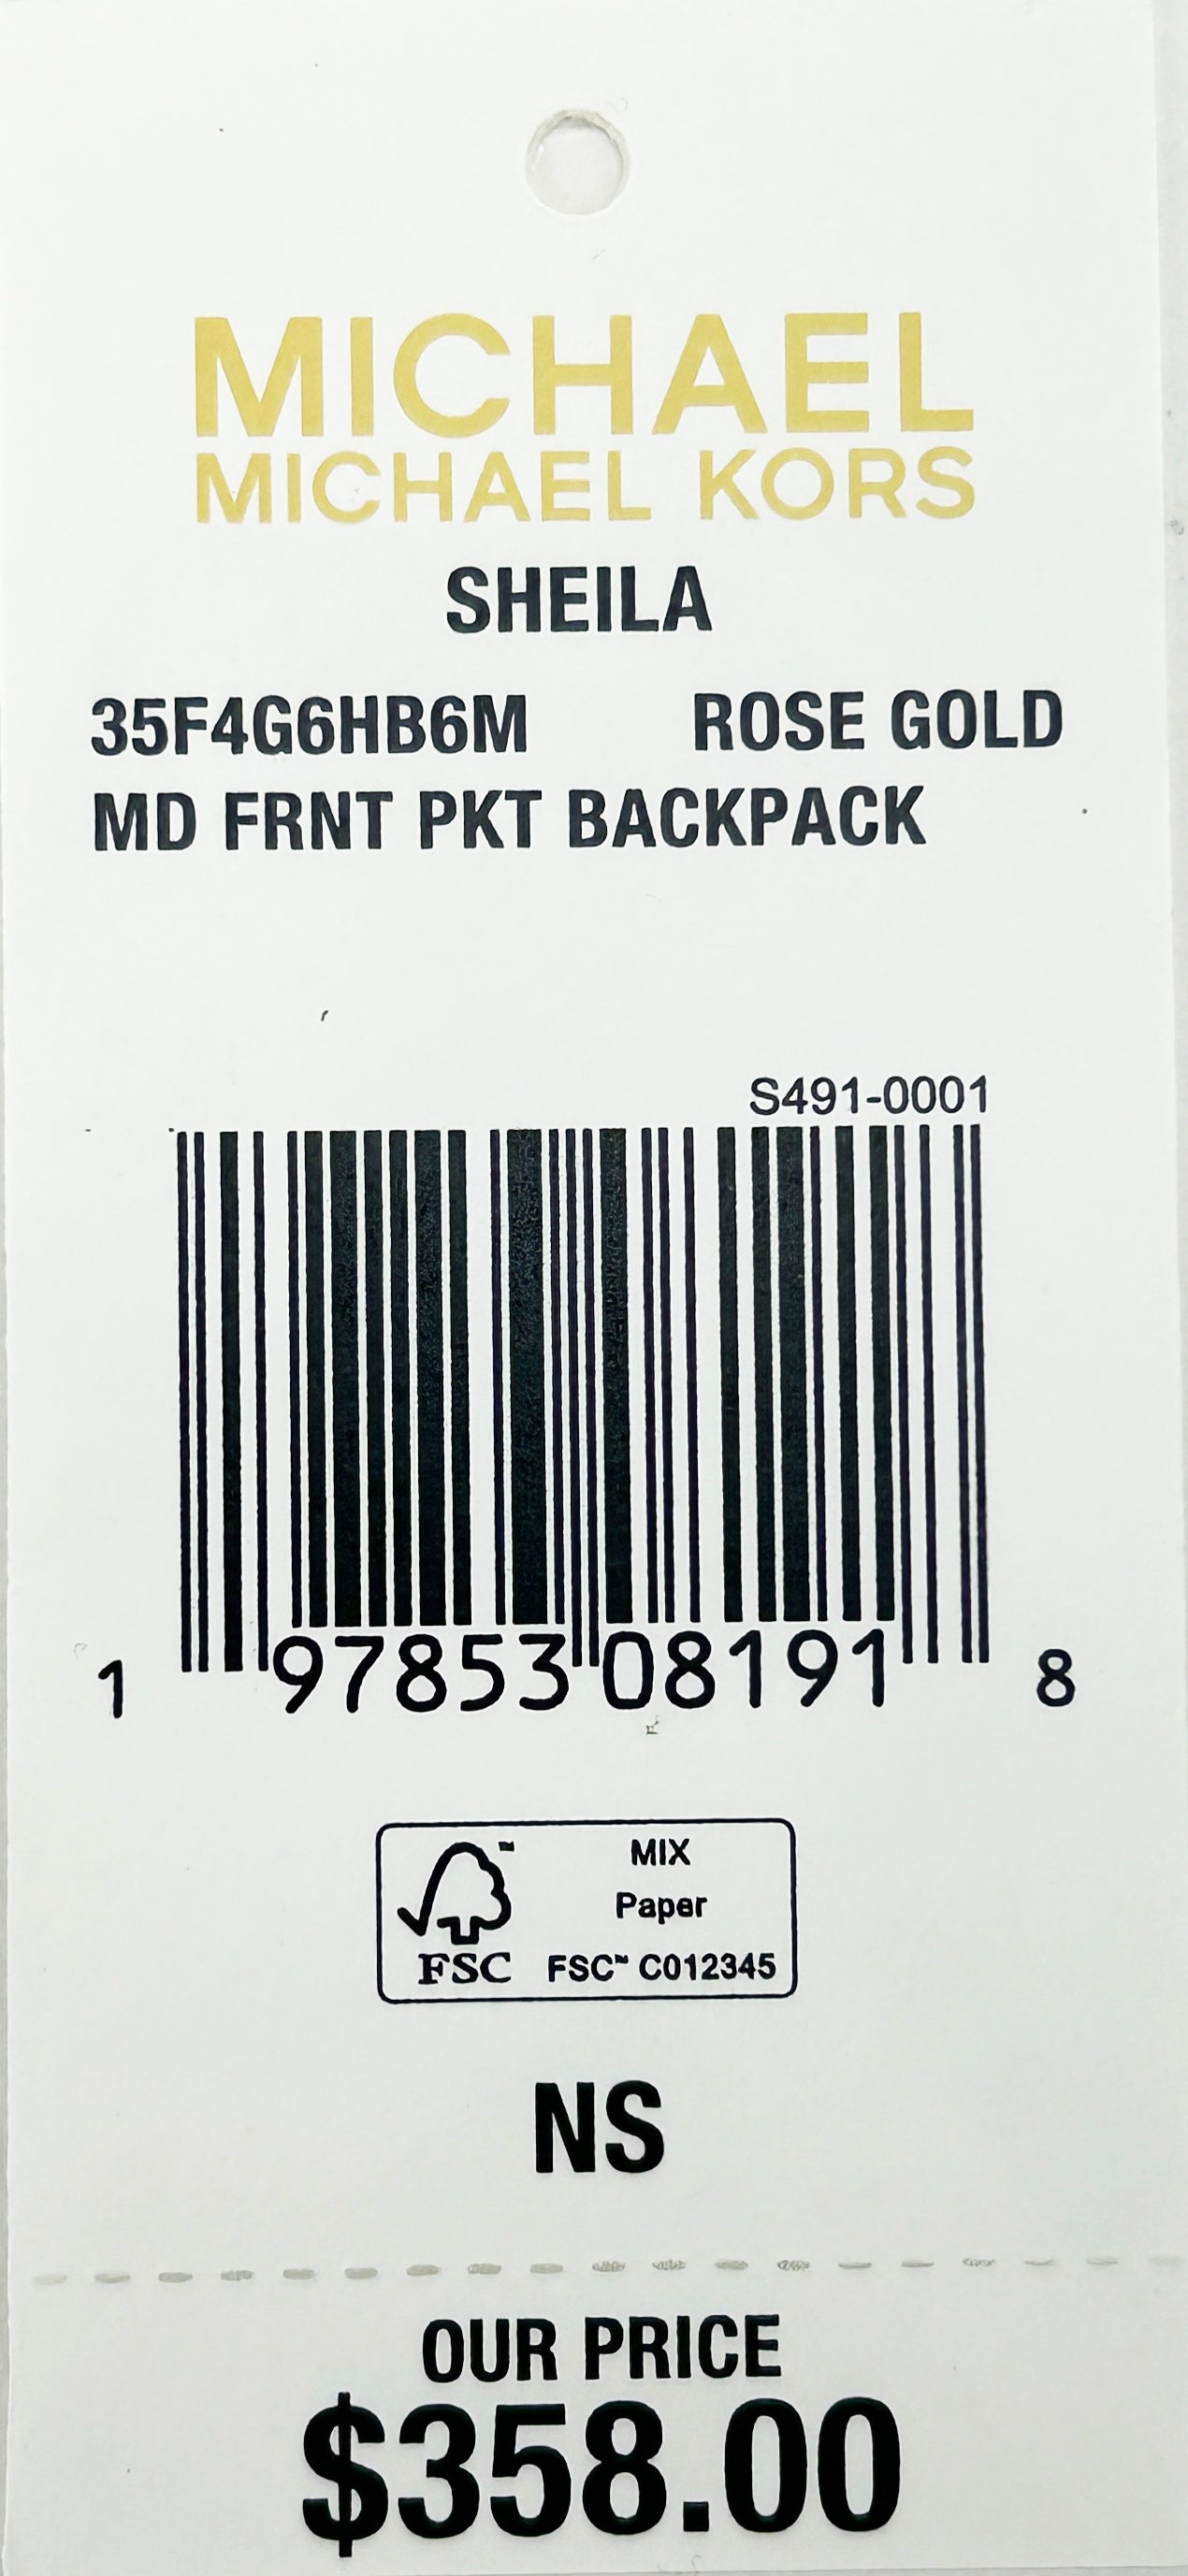 MICHAEL
MICHAEL KORS
SHEILA
35F4G6HB6M ROSE GOLD
MD FRNT PKT BACKPACK
S491-0001
1 97853 08191 8
MIX
Paper
FSC FSC™ C012345
NS
OUR PRICE
$358.00